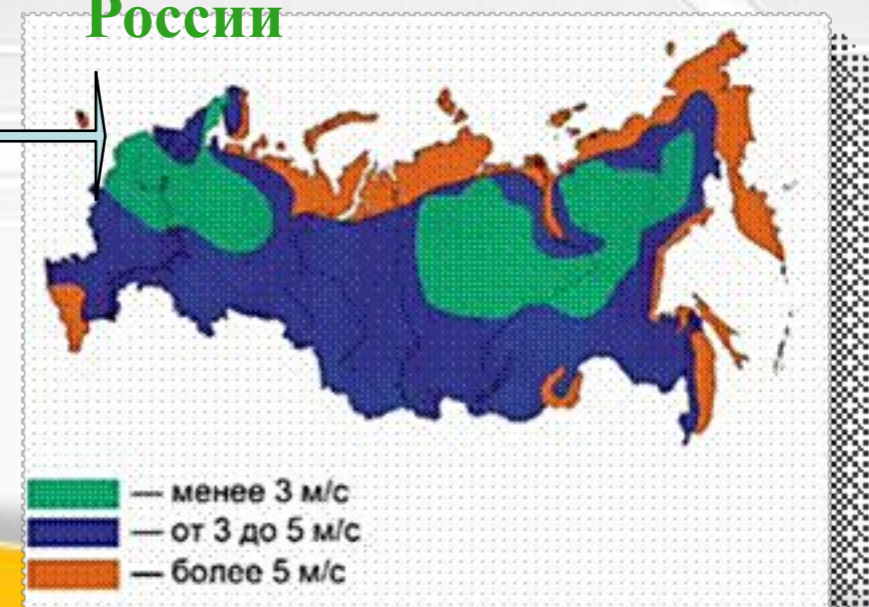 России
— менее 3 м/с
— от 3 до 5 м/с
— более 5 м/с